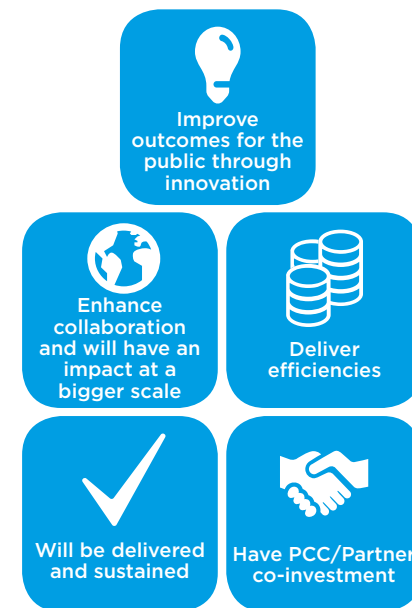 Improve
outcomes for the
public through
innovation
Enhance
collaboration
and will have an
impact at a
bigger scale
Deliver
efficiencies
Will be delivered
and sustained
Have PCC/Partner
co-investment